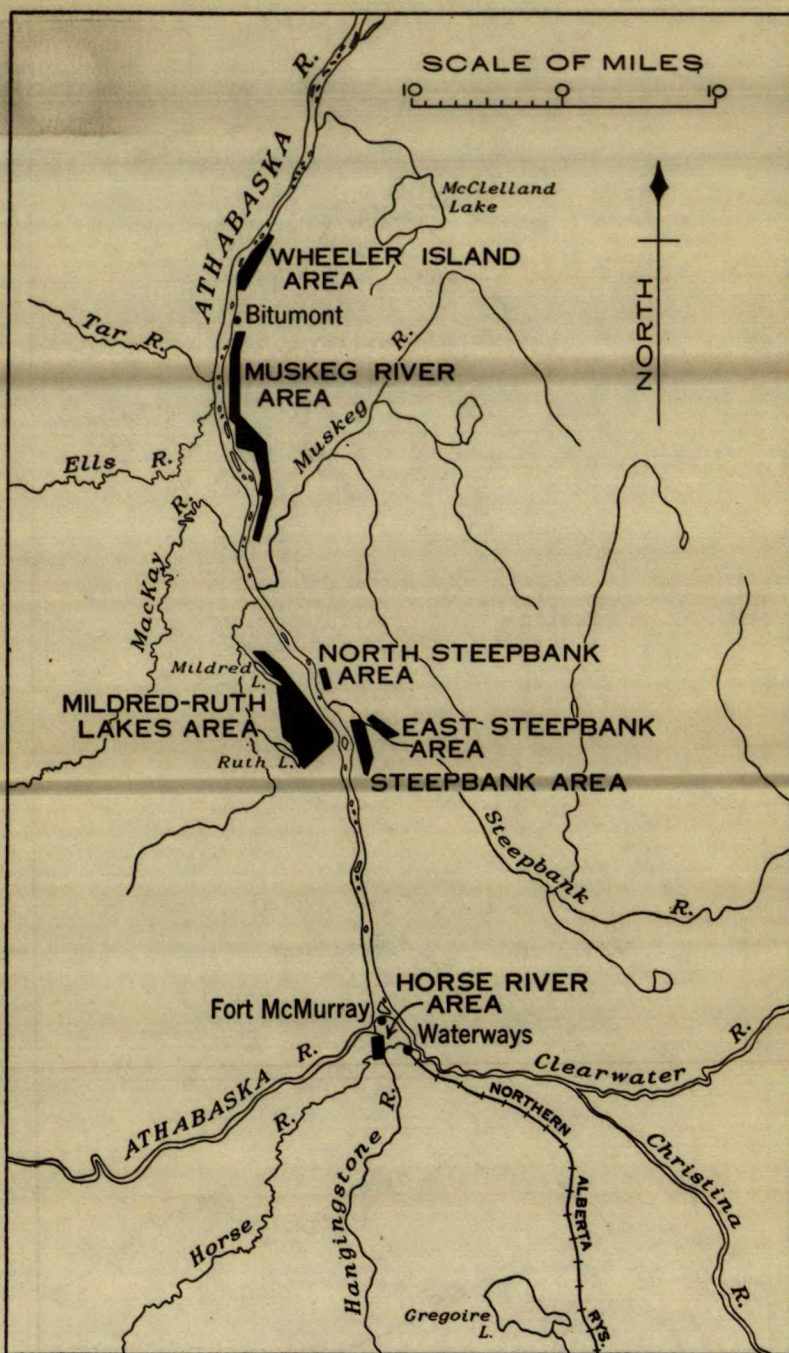 SCALE OF MILES
10 0 10
ATHABASKA R.
McClelland
Lake
NORTH
WHEELER ISLAND
AREA
Bitumont
Tar R.
MUSKEG RIVER
AREA
Muskeg R.
Ells R.
MacKay R.
NORTH STEEPBANK
AREA
Mildred
L.
MILDRED-RUTH
LAKES AREA
EAST STEEPBANK
AREA
Ruth L.
STEEPBANK AREA
Steepbank R.
HORSE RIVER
AREA
Fort McMurray
Waterways
Clearwater R.
ATHABASKA R.
NORTHERN
ALBERTA
RYS.
Christina R.
Horse R.
Hangingstone R.
Gregoire
L.